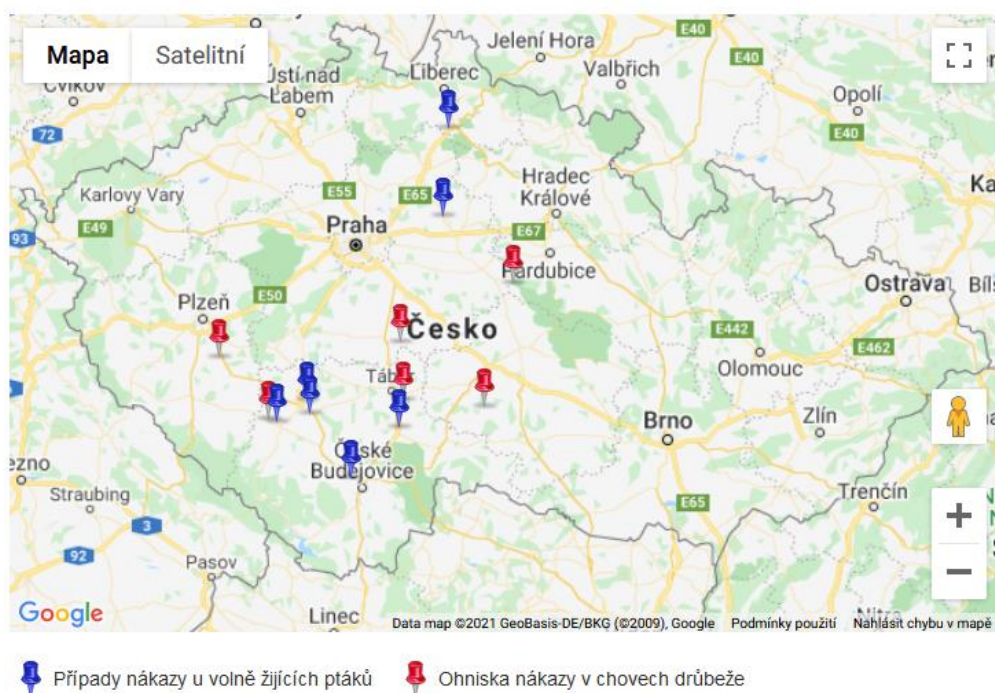 Mapa
Satelitní
Cvikov
Ústí nad
Labem
Liberec
Jelení Hora
Valbřich
E40
E40
Opolí
E40
72
Karlovy Vary
E55
E65
Hradec
Králové
93
E49
Praha
E67
Pardubice
Plzeň
E50
Ostrava
Česko
E442
E462
Olomouc
Tábor
Brno
Zlín
České
Budějovice
Straubing
E65
Trenčín
3
92
Pasov
Linec
Nitra
Google
Data map ©2021 GeoBasis-DE/BKG (©2009), Google
Podmínky použití
Nahlásit chybu v mapě
Případy nákazy u volně žijících ptáků
Ohniska nákazy v chovech drůbeže